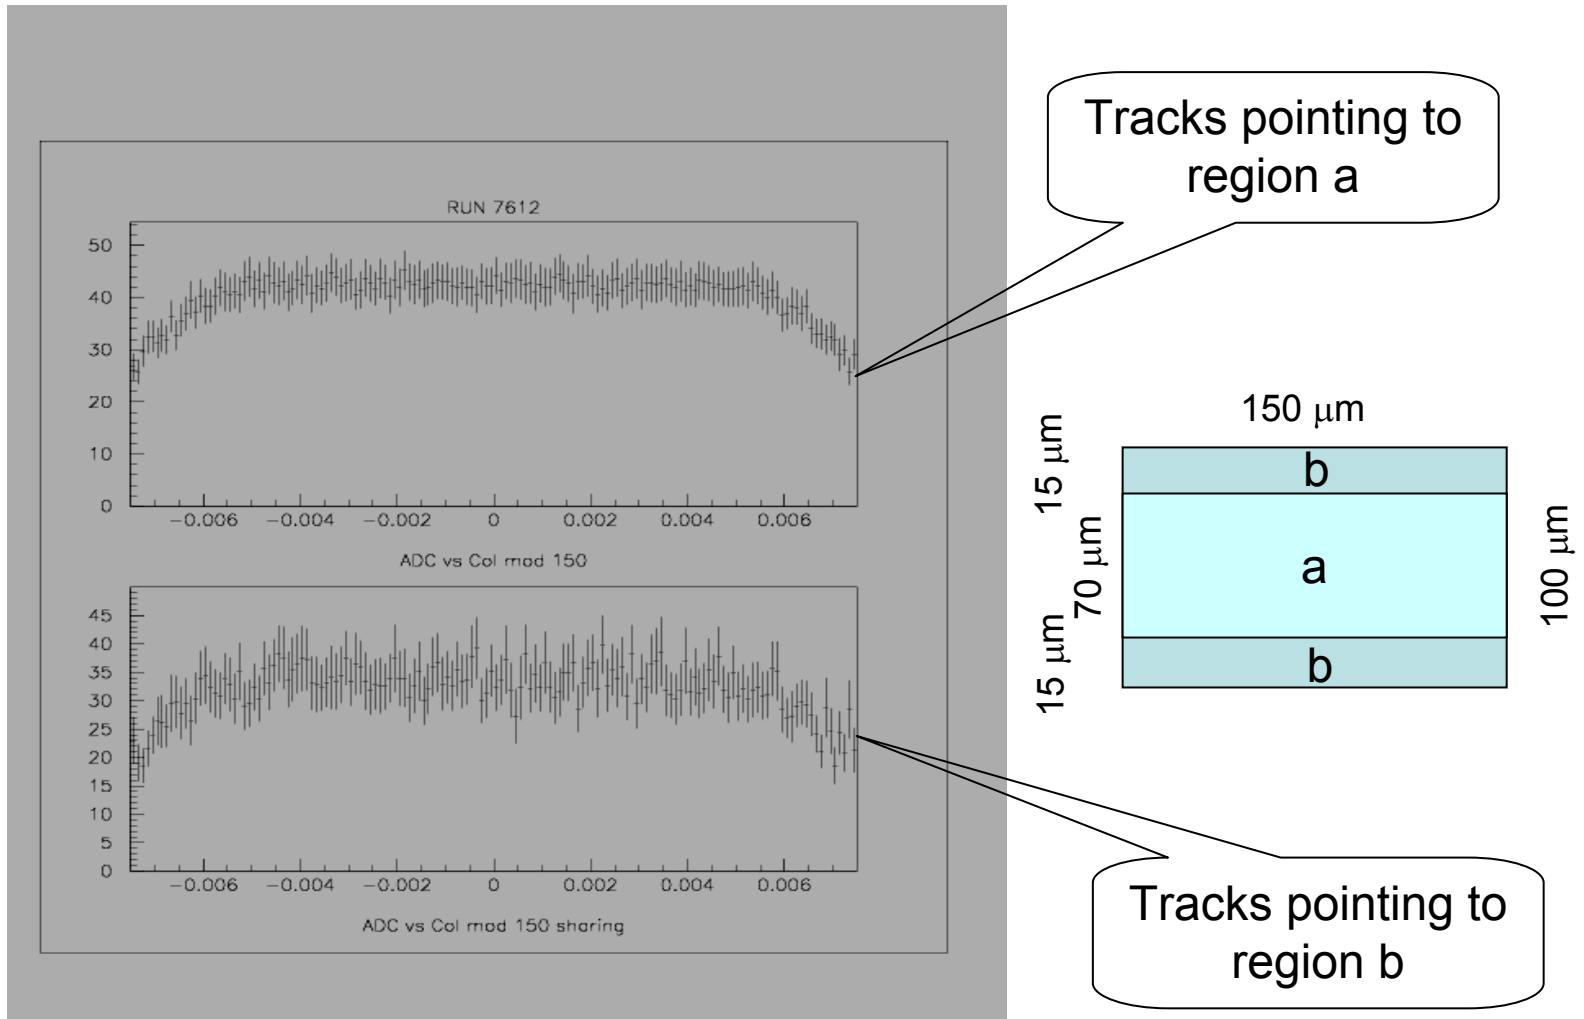 RUN 7612
50
40
30
20
10
0
−0.006 −0.004 −0.002 0 0.002 0.004 0.006
ADC vs Col mod 150
45
40
35
30
25
20
15
10
5
0
−0.006 −0.004 −0.002 0 0.002 0.004 0.006
ADC vs Col mod 150 sharing
Tracks pointing to
region a
150 μm
15 μm
b
70 μm
a
100 μm
15 μm
b
Tracks pointing to
region b